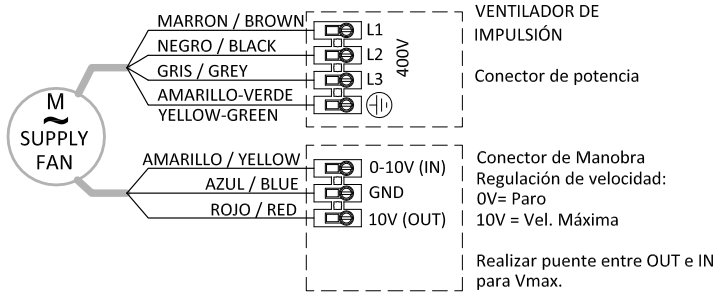 MARRON / BROWN
L1
VENTILADOR DE
IMPULSIÓN
NEGRO / BLACK
L2
400V
GRIS / GREY
L3
Conector de potencia
AMARILLO-VERDE
YELLOW-GREEN
M
~
SUPPLY
FAN
AMARILLO / YELLOW
0-10V (IN)
Conector de Manobra
AZUL / BLUE
GND
Regulación de velocidad:
0V= Paro
ROJO / RED
10V (OUT)
10V = Vel. Máxima
Realizar puente entre OUT e IN
para Vmax.